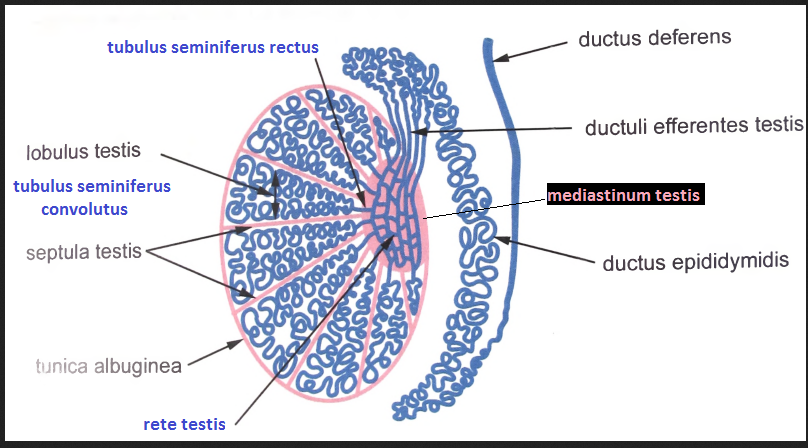 tubulus seminiferus rectus
ductus deferens
ductuli efferentes testis
lobulus testis
tubulus seminiferus
convolutus
mediastinum testis
septula testis
ductus epididymidis
tunica albuginea
rete testis